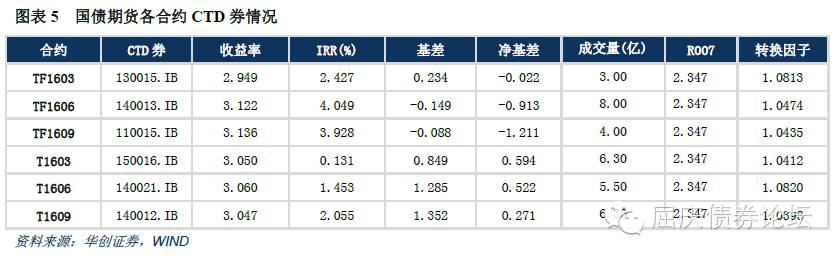 图表 5 国债期货各合约 CTD 券情况
合约 CTD 券 收益率 IRR(%) 基差 净基差 成交量(亿) R007 转换因子
TF1603 130015.IB 2.949 2.427 0.234 -0.022 3.00 2.347 1.0813
TF1606 140013.IB 3.122 4.049 -0.149 -0.913 8.00 2.347 1.0474
TF1609 110015.IB 3.136 3.928 -0.088 -1.211 4.00 2.347 1.0435
T1603 150016.IB 3.050 0.131 0.849 0.594 6.30 2.347 1.0412
T1606 140021.IB 3.060 1.453 1.285 0.522 5.50 2.347 1.0820
T1609 140012.IB 3.047 2.055 1.352 0.271 2.347
屈庆债券论坛
资料来源：华创证券，WIND